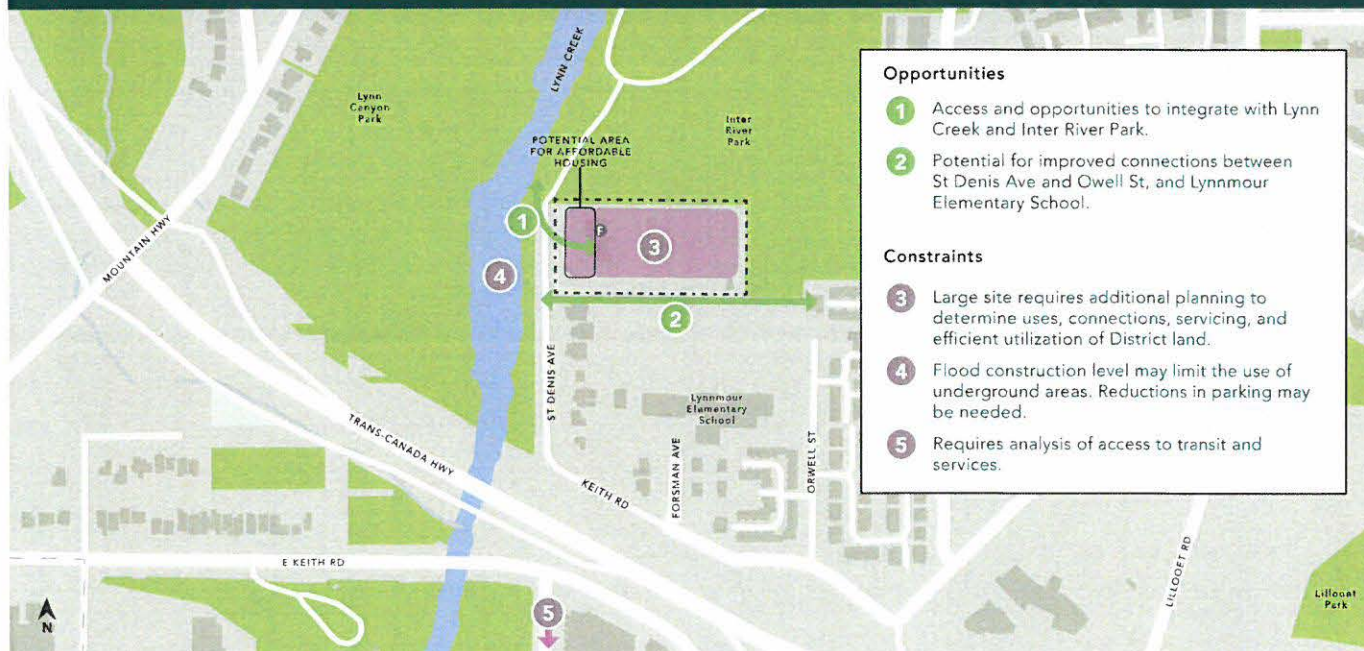 LYNN CREEK
Lynn
Canyon
Park
POTENTIAL AREA
FOR AFFORDABLE
HOUSING
Inter
River
Park
MOUNTAIN HWY
1
F
3
4
2
ST DENIS AVE
Lynnmour
Elementary
School
TRANS-CANADA HWY
KEITH RD
FORSMAN AVE
ORWELL ST
E KEITH RD
5
N
LILLOOET RD
Lillooet
Park
Opportunities
1 Access and opportunities to integrate with Lynn
Creek and Inter River Park.
2 Potential for improved connections between
St Denis Ave and Owell St, and Lynnmour
Elementary School.
Constraints
3 Large site requires additional planning to
determine uses, connections, servicing, and
efficient utilization of District land.
4 Flood construction level may limit the use of
underground areas. Reductions in parking may
be needed.
5 Requires analysis of access to transit and
services.